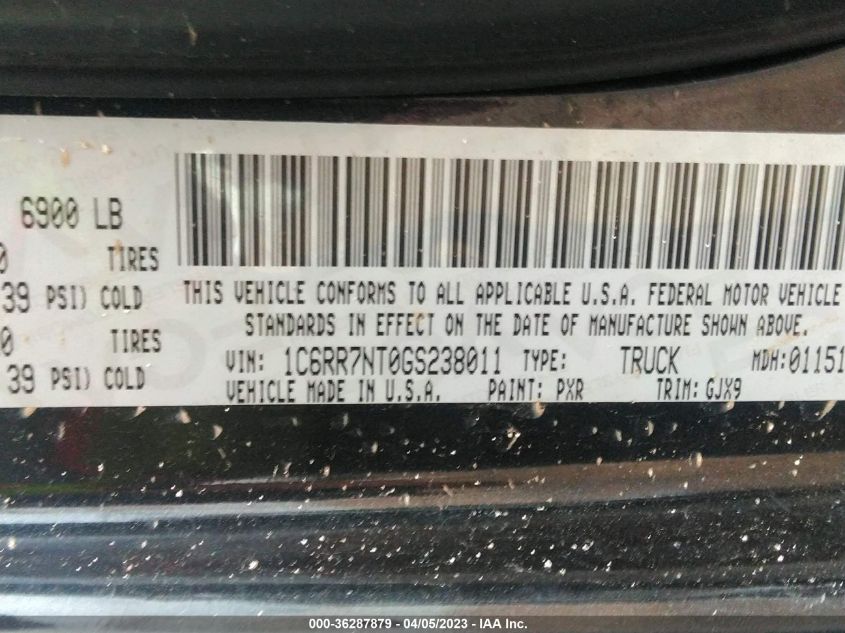 6900 LB
0 TIRES
39 PSI) COLD
0 TIRES
39 PSI) COLD
THIS VEHICLE CONFORMS TO ALL APPLICABLE U.S.A. FEDERAL MOTOR VEHICLE
STANDARDS IN EFFECT ON THE DATE OF MANUFACTURE SHOWN ABOVE.
VIN: 1C6RR7NT0GS238011 TYPE: TRUCK MDH:01151
VEHICLE MADE IN U.S.A. PAINT: PXR TRIM: GJX9
000-36287879 - 04/05/2023 - IAA Inc.